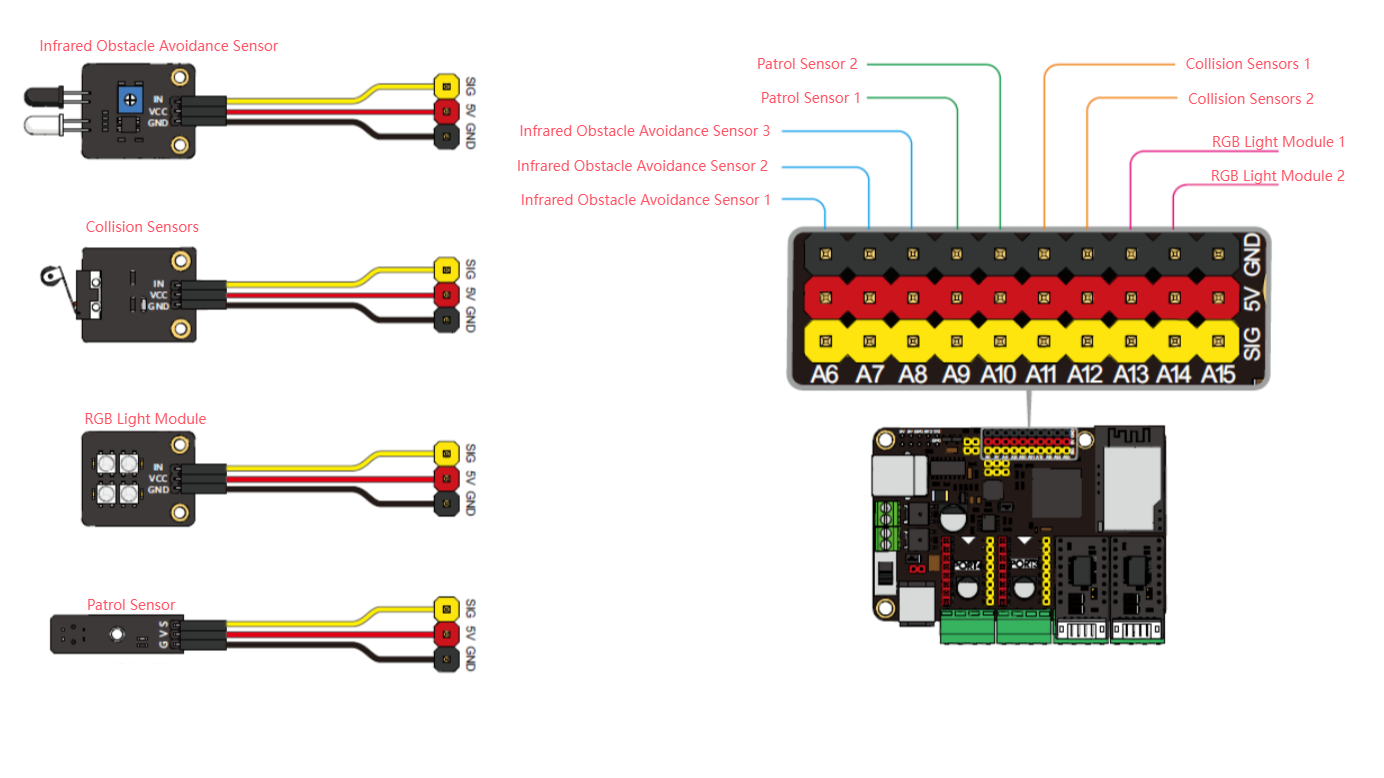 Infrared Obstacle Avoidance Sensor
IN
VCC
GND
SIG
5V
GND
Collision Sensors
IN
VCC
GND
SIG
5V
GND
RGB Light Module
IN
VCC
GND
SIG
5V
GND
Patrol Sensor
G V S
SIG
5V
GND
Patrol Sensor 2
Patrol Sensor 1
Infrared Obstacle Avoidance Sensor 3
Infrared Obstacle Avoidance Sensor 2
Infrared Obstacle Avoidance Sensor 1
Collision Sensors 1
Collision Sensors 2
RGB Light Module 1
RGB Light Module 2
GND
5V
SIG
A6 A7 A8 A9 A10 A11 A12 A13 A14 A15